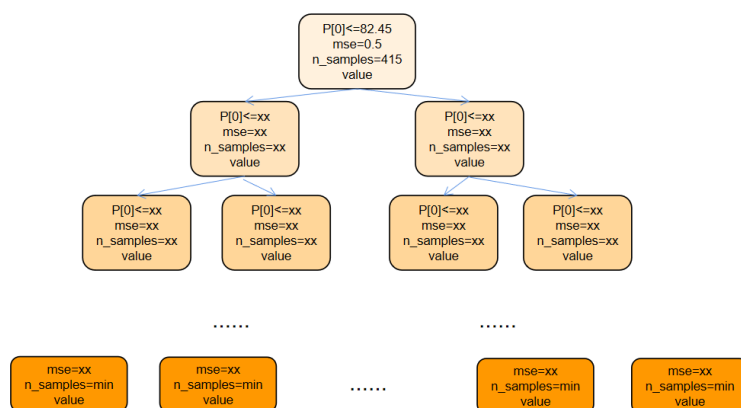 P[0]<=82.45
mse=0.5
n_samples=415
value
P[0]<=xx
mse=xx
n_samples=xx
value
P[0]<=xx
mse=xx
n_samples=xx
value
P[0]<=xx
mse=xx
n_samples=xx
value
P[0]<=xx
mse=xx
n_samples=xx
value
P[0]<=xx
mse=xx
n_samples=xx
value
P[0]<=xx
mse=xx
n_samples=xx
value
......
......
mse=xx
n_samples=min
value
mse=xx
n_samples=min
value
......
mse=xx
n_samples=min
value
mse=xx
n_samples=min
value